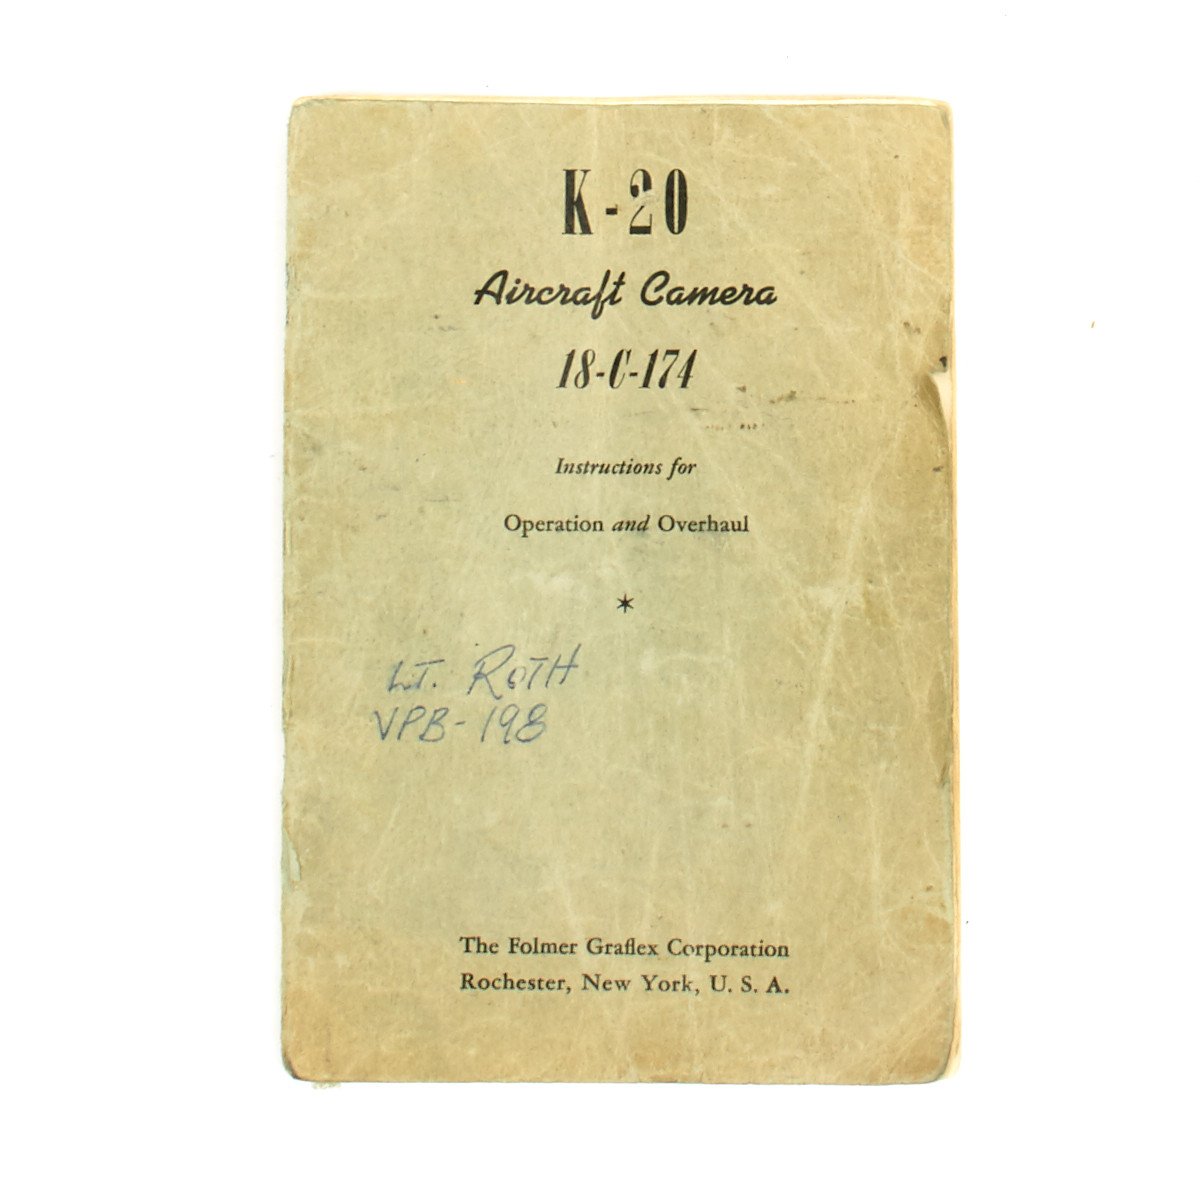 K-20
Aircraft Camera
18-C-174
Instructions for
Operation and Overhaul
*
LT. ROTH
VPB-198
The Folmer Graflex Corporation
Rochester, New York, U. S. A.